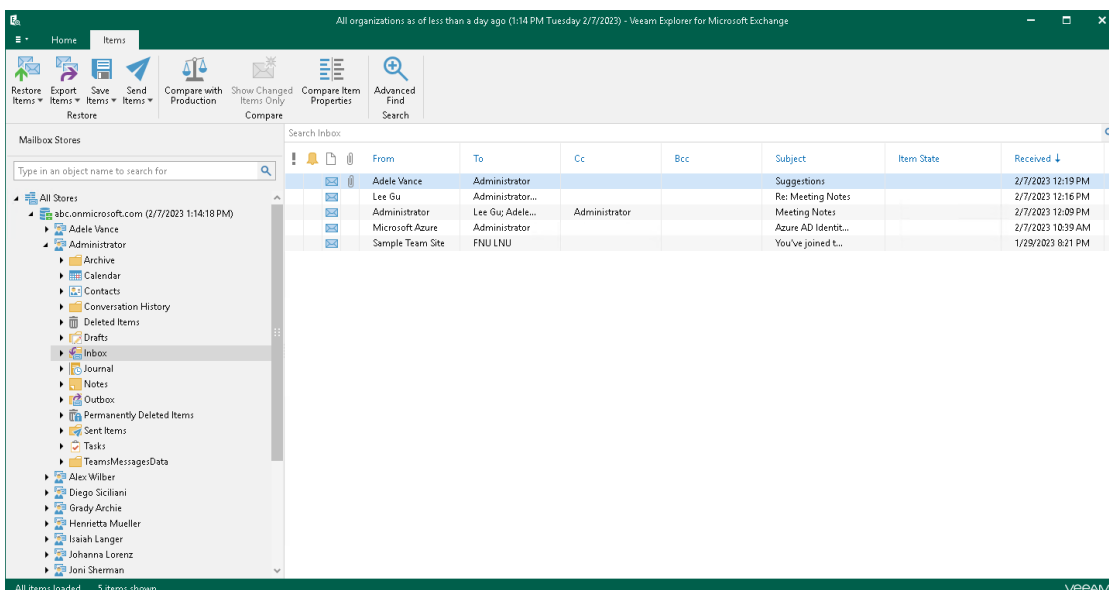 All organizations as of less than a day ago (1:14 PM Tuesday 2/7/2023) - Veeam Explorer for Microsoft Exchange
Home Items
Restore Items Export Items Save Items Send Items Compare with Production Show Changed Items Only Compare Item Properties Advanced Find
Restore Compare Search
Mailbox Stores
Search Inbox
Type in an object name to search for
From To Cc Bcc Subject Item State Received
Adele Vance Administrator Suggestions 2/7/2023 12:19 PM
Lee Gu Administrator... Re: Meeting Notes 2/7/2023 12:16 PM
Administrator Lee Gu; Adele... Administrator Meeting Notes 2/7/2023 12:09 PM
Microsoft Azure Administrator Azure AD Identit... 2/7/2023 10:39 AM
Sample Team Site FNU LNU You've joined t... 1/29/2023 8:21 PM
All Stores
abc.onmicrosoft.com (2/7/2023 1:14:18 PM)
Adele Vance
Administrator
Archive
Calendar
Contacts
Conversation History
Deleted Items
Drafts
Inbox
Journal
Notes
Outbox
Permanently Deleted Items
Sent Items
Tasks
TeamsMessagesData
Alex Wilber
Diego Siciliani
Grady Archie
Henrietta Mueller
Isaiah Langer
Johanna Lorenz
Joni Sherman
All items loaded 5 items shown veeam